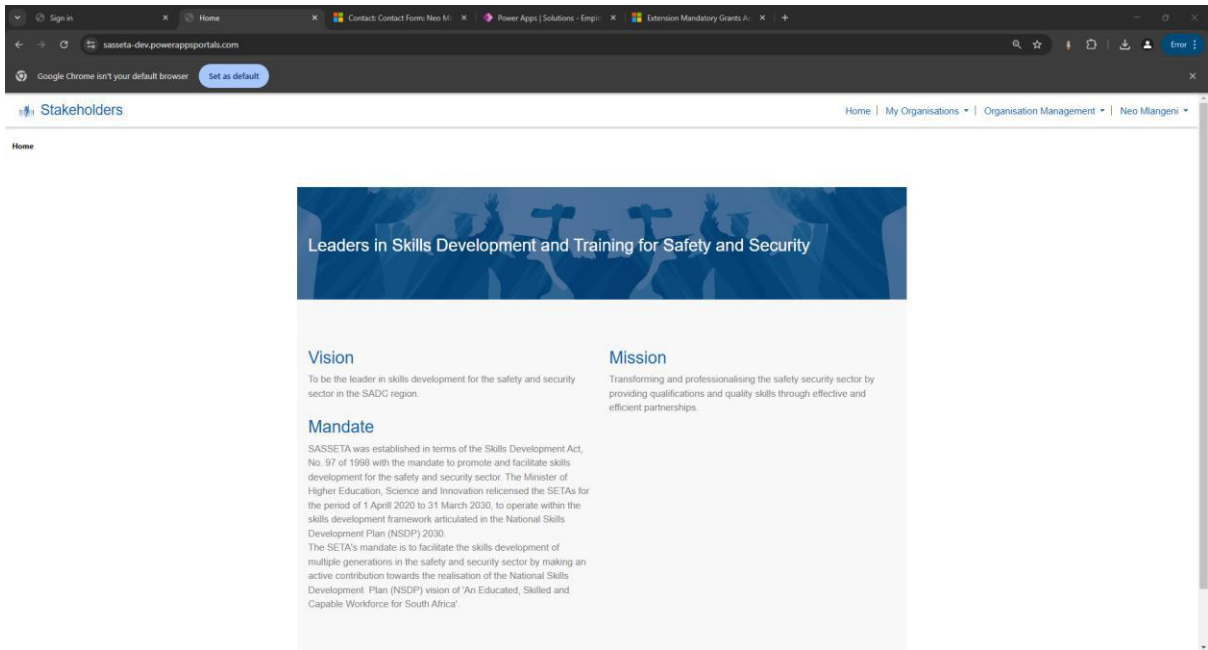 Sign in
Home
Contact: Contact Form: Neo M
Power Apps | Solutions - Empl
Extension Mandatory Grants A
sasseta-dev.powerappsportals.com
Error
Google Chrome isn't your default browser
Set as default
Stakeholders
Home | My Organisations | Organisation Management | Neo Mlangeni
Home
Leaders in Skills Development and Training for Safety and Security
Vision
To be the leader in skills development for the safety and security
sector in the SADC region.
Mission
Transforming and professionalising the safety security sector by
providing qualifications and quality skills through effective and
efficient partnerships.
Mandate
SASSETA was established in terms of the Skills Development Act,
No. 97 of 1998 with the mandate to promote and facilitate skills
development for the safety and security sector. The Minister of
Higher Education, Science and Innovation relicensed the SETAs for
the period of 1 Aprill 2020 to 31 March 2030, to operate within the
skills development framework articulated in the National Skills
Development Plan (NSDP) 2030.
The SETA's mandate is to facilitate the skills development of
multiple generations in the safety and security sector by making an
active contribution towards the realisation of the National Skills
Development Plan (NSDP) vision of 'An Educated, Skilled and
Capable Workforce for South Africa'.